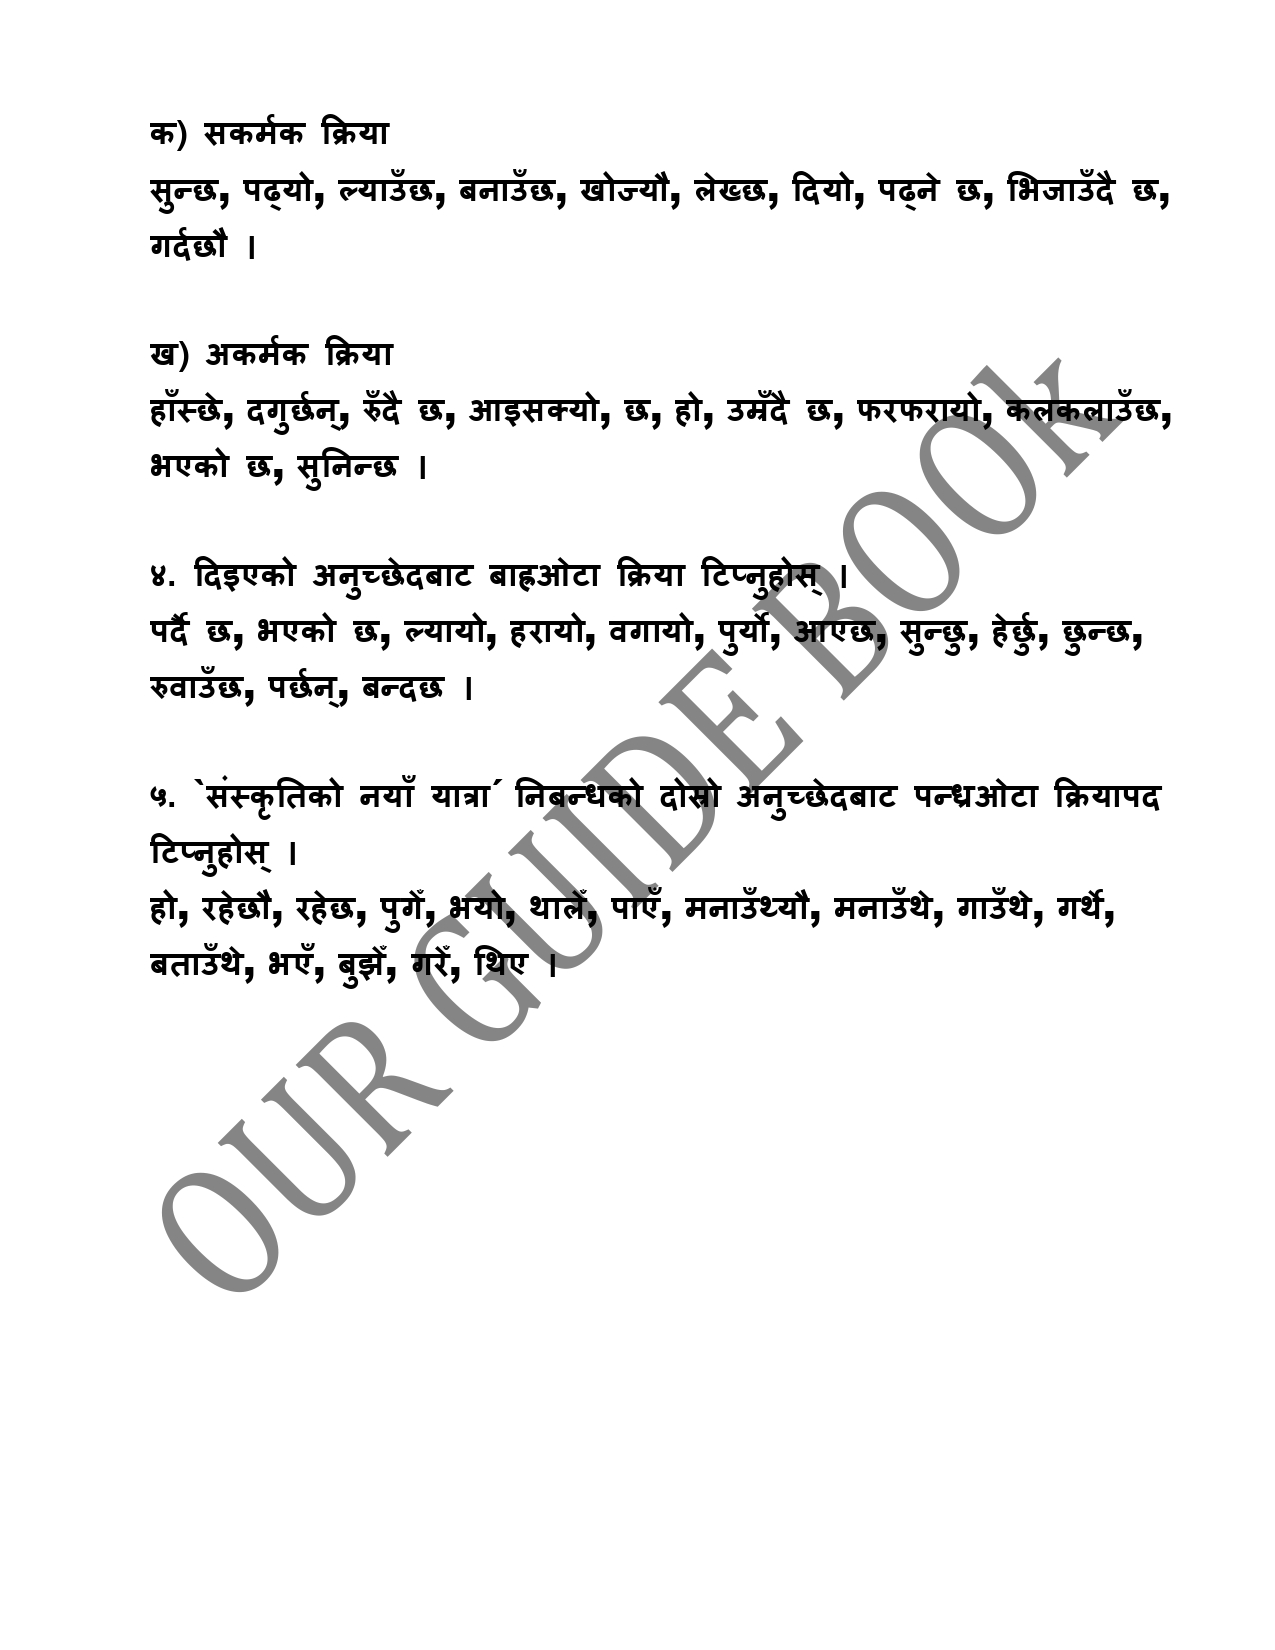 क) सकर्मक क्रिया
सुन्छ, पढ्यो, ल्याउँछ, बनाउँछ, खोज्यौ, लेख्छ, दियो, पढ्ने छ, भिजाउँदै छ,
गर्दछौ ।
ख) अकर्मक क्रिया
हाँस्छे, दगुर्छन्, रुँदै छ, आइसक्यो, छ, हो, उम्रँदै छ, फरफरायो, कलकलाउँछ,
भएको छ, सुनिन्छ ।
४. दिइएको अनुच्छेदबाट बाह्रओटा क्रिया टिप्नुहोस् ।
पर्दै छ, भएको छ, ल्यायो, हरायो, वगायो, पुर्यो, आएछ, सुन्छु, हेर्छु, छुन्छ,
रुवाउँछ, पर्छन्, बन्दछ ।
५. `संस्कृतिको नयाँ यात्रा´ निबन्धको दोस्रो अनुच्छेदबाट पन्ध्रओटा क्रियापद
टिप्नुहोस् ।
हो, रहेछौ, रहेछ, पुगेँ, भयो, थालेँ, पाएँ, मनाउँथ्यौ, मनाउँथे, गाउँथे, गर्थे,
बताउँथे, भएँ, बुझेँ, गरेँ, थिए ।
OUR GUIDE BOOk